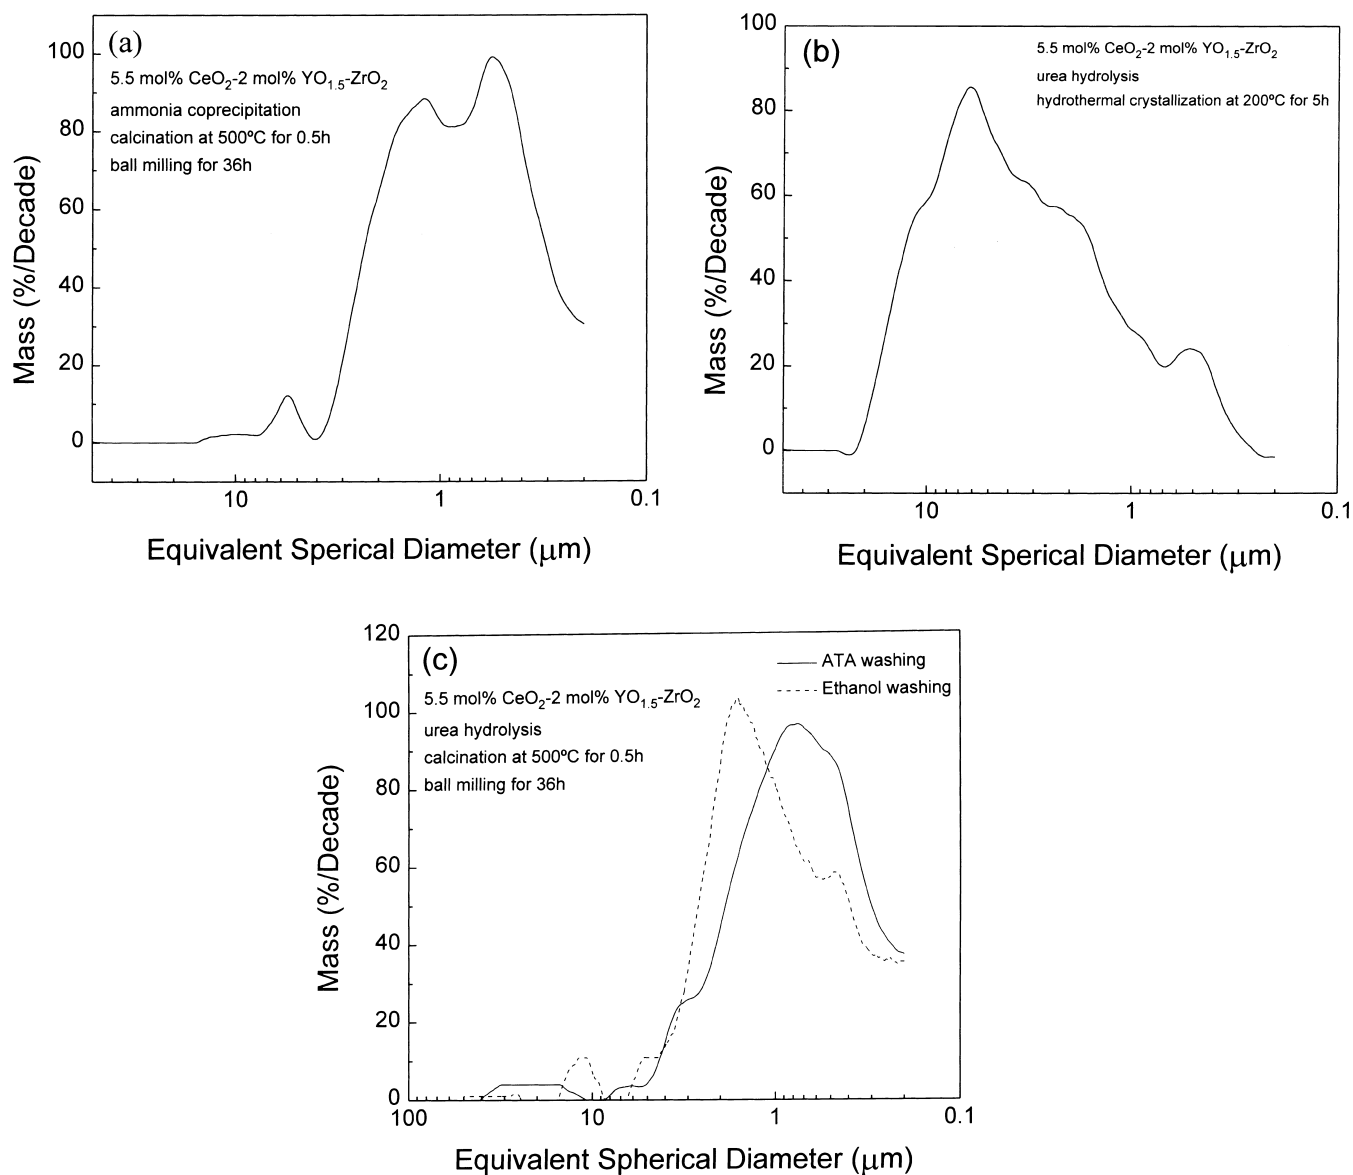 (a)
5.5 mol% CeO2-2 mol% YO1.5-ZrO2
ammonia coprecipitation
calcination at 500ºC for 0.5h
ball milling for 36h
100
80
60
40
20
0
Mass (%/Decade)
10 1 0.1
Equivalent Sperical Diameter (μm)
(b)
5.5 mol% CeO2-2 mol% YO1.5-ZrO2
urea hydrolysis
hydrothermal crystallization at 200ºC for 5h
100
80
60
40
20
0
Mass (%/Decade)
10 1 0.1
Equivalent Sperical Diameter (μm)
(c)
ATA washing
Ethanol washing
5.5 mol% CeO2-2 mol% YO1.5-ZrO2
urea hydrolysis
calcination at 500ºC for 0.5h
ball milling for 36h
120
100
80
60
40
20
0
Mass (%/Decade)
100 10 1 0.1
Equivalent Spherical Diameter (μm)